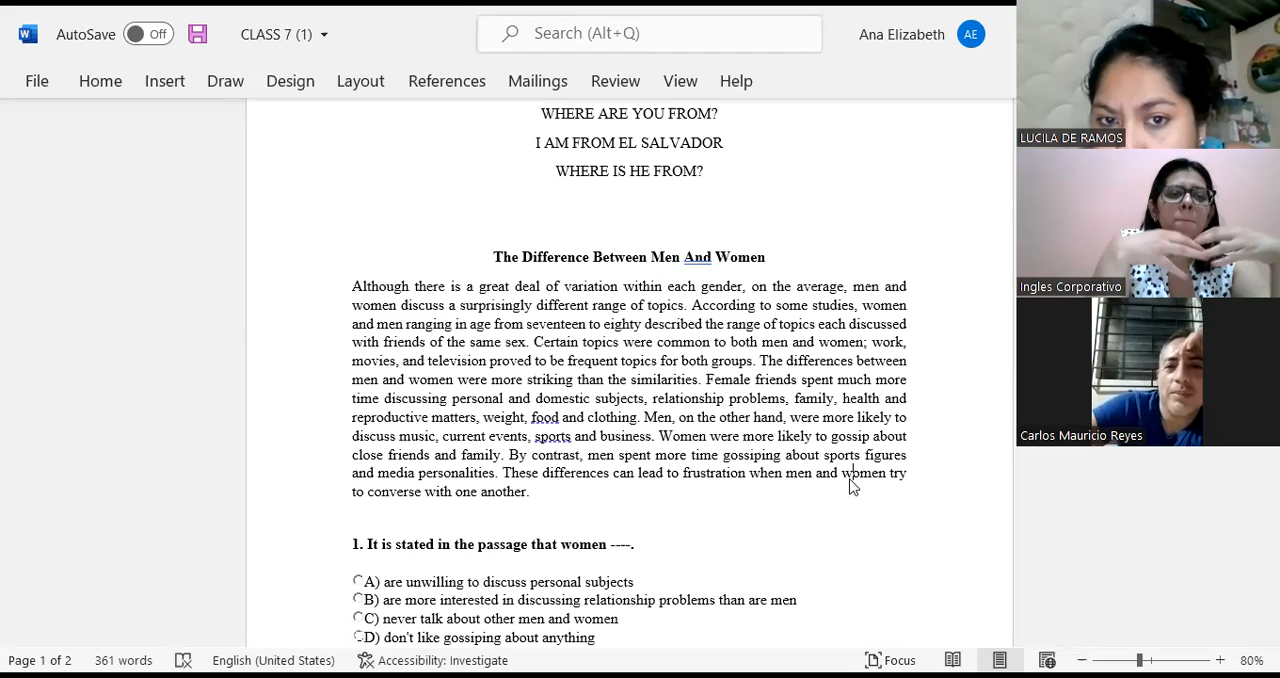 AutoSave Off CLASS 7 (1) Search (Alt+Q) Ana Elizabeth AE
File Home Insert Draw Design Layout References Mailings Review View Help
WHERE ARE YOU FROM?
I AM FROM EL SALVADOR
WHERE IS HE FROM?
The Difference Between Men And Women
Although there is a great deal of variation within each gender, on the average, men and
women discuss a surprisingly different range of topics. According to some studies, women
and men ranging in age from seventeen to eighty described the range of topics each discussed
with friends of the same sex. Certain topics were common to both men and women; work,
movies, and television proved to be frequent topics for both groups. The differences between
men and women were more striking than the similarities. Female friends spent much more
time discussing personal and domestic subjects, relationship problems, family, health and
reproductive matters, weight, food and clothing. Men, on the other hand, were more likely to
discuss music, current events, sports and business. Women were more likely to gossip about
close friends and family. By contrast, men spent more time gossiping about sports figures
and media personalities. These differences can lead to frustration when men and women try
to converse with one another.
1. It is stated in the passage that women ----.
A) are unwilling to discuss personal subjects
B) are more interested in discussing relationship problems than are men
C) never talk about other men and women
D) don't like gossiping about anything
Page 1 of 2 361 words English (United States) Accessibility: Investigate Focus 80%
LUCILA DE RAMOS
Ingles Corporativo
Carlos Mauricio Reyes